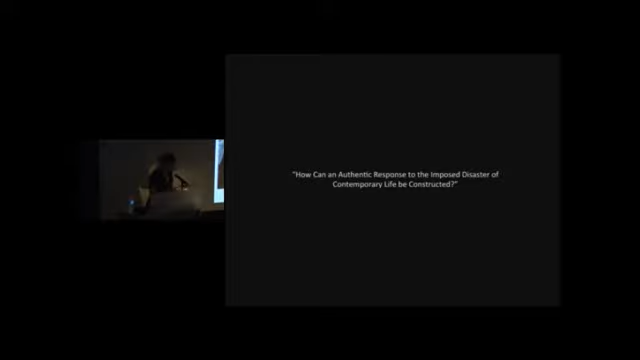 "How Can an Authentic Response to the Imposed Disaster of
Contemporary Life be Constructed?"